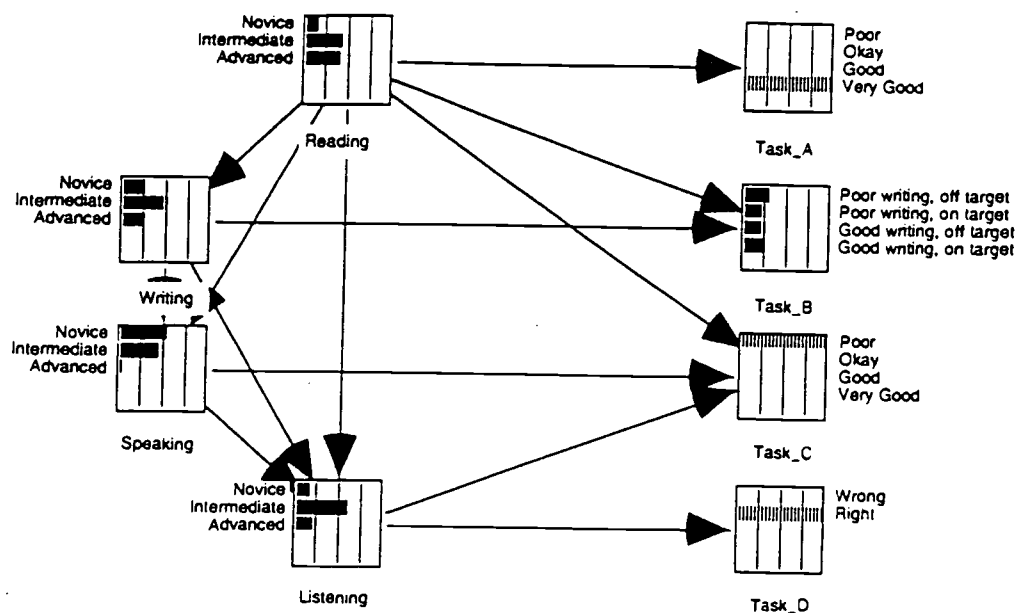 Novice
Intermediate
Advanced
Reading
Poor
Okay
Good
Very Good
Task_A
Novice
Intermediate
Advanced
Writing
Poor writing, off target
Poor writing, on target
Good writing, off target
Good writing, on target
Task_B
Novice
Intermediate
Advanced
Speaking
Poor
Okay
Good
Very Good
Task_C
Novice
Intermediate
Advanced
Listening
Wrong
Right
Task_D